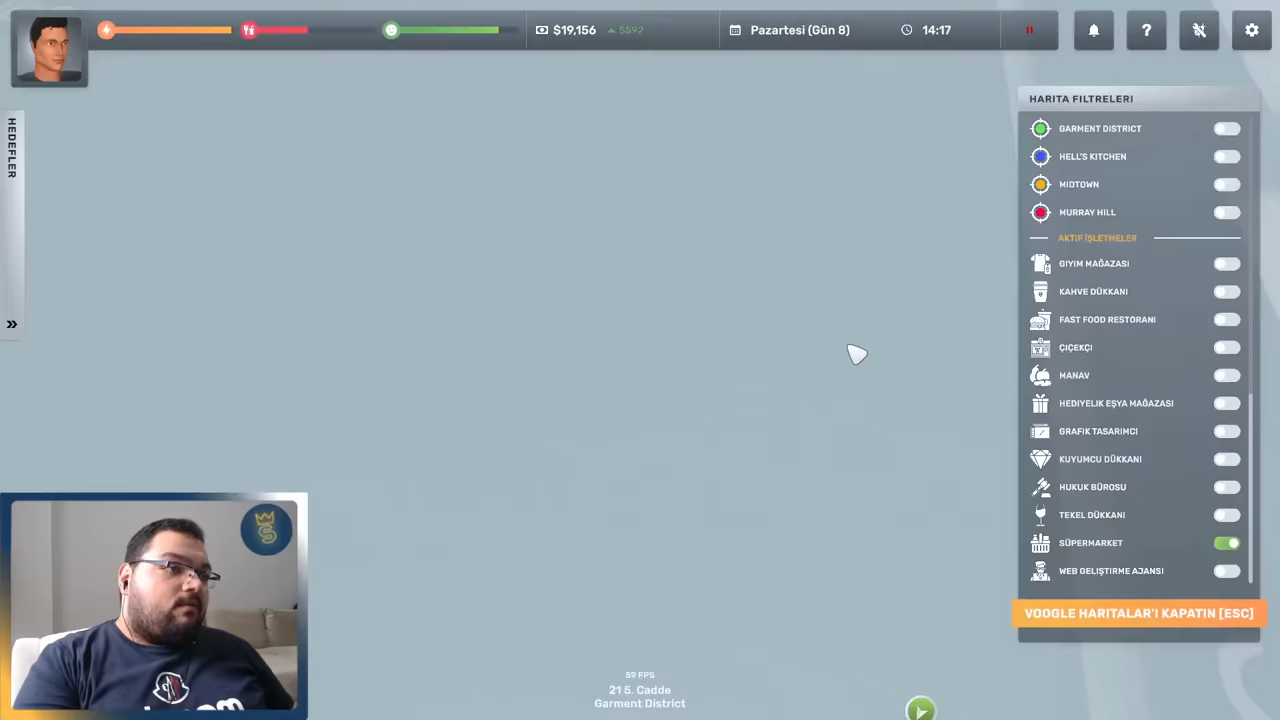 $19,156
$592
Pazartesi (Gün 8)
14:17
?
HEDEFLER
HARITA FILTRELERI
GARMENT DISTRICT
HELL'S KITCHEN
MIDTOWN
MURRAY HILL
AKTIF İŞLETMELER
GIYIM MAĞAZASI
KAHVE DÜKKANI
FAST FOOD RESTORANI
ÇIÇEKÇI
MANAV
HEDIYELIK EŞYA MAĞAZASI
GRAFIK TASARIMCI
KUYUMCU DÜKKANI
HUKUK BÜROSU
TEKEL DÜKKANI
SÜPERMARKET
WEB GELIŞTIRME AJANSI
VOOGLE HARITALAR'I KAPATIN [ESC]
59 FPS
21 5. Cadde
Garment District